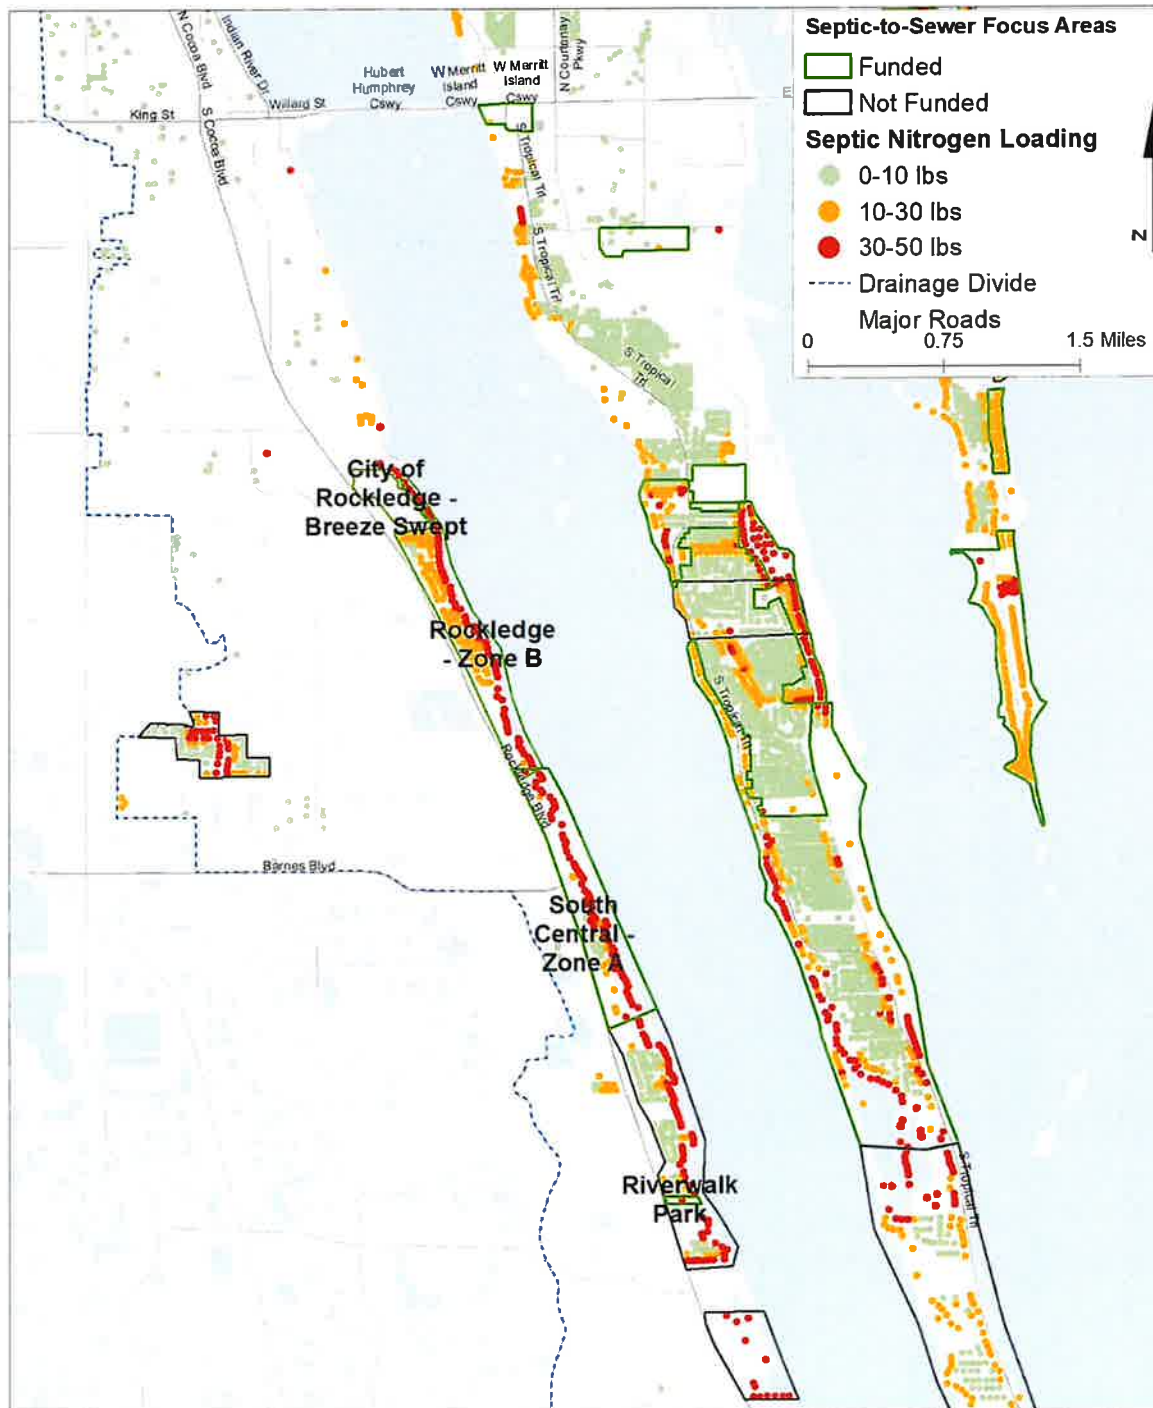 Septic-to-Sewer Focus Areas
Funded
Not Funded
Septic Nitrogen Loading
0-10 lbs
10-30 lbs
30-50 lbs
Drainage Divide
Major Roads
0 0.75 1.5 Miles
N
E
N Cocoa Blvd
Indian River Dr
Hubert
Humphrey
Cswy
W Merritt
Island
Cswy
W Merritt
Island
Cswy
N Courtonay
Pkwy
King St
Willard St
S Cocoa Blvd
S Tropical Trl
S Tropical Trl
S Tropical
Trl
City of
Rockledge -
Breeze Swept
Rockledge
- Zone B
S Tropical Trl
Rockledge Blvd
Barnes Blvd
South
Central -
Zone A
Riverwalk
Park
S Tropical Trl